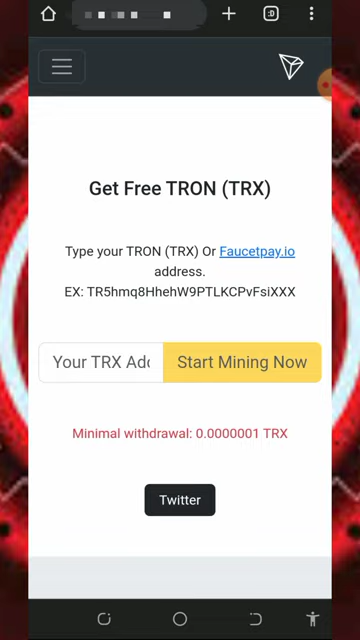 Get Free TRON (TRX)
Type your TRON (TRX) Or Faucetpay.io
address.
EX: TR5hmq8HhehW9PTLKCPvFsiXXX
Your TRX Add
Start Mining Now
Minimal withdrawal: 0.0000001 TRX
Twitter